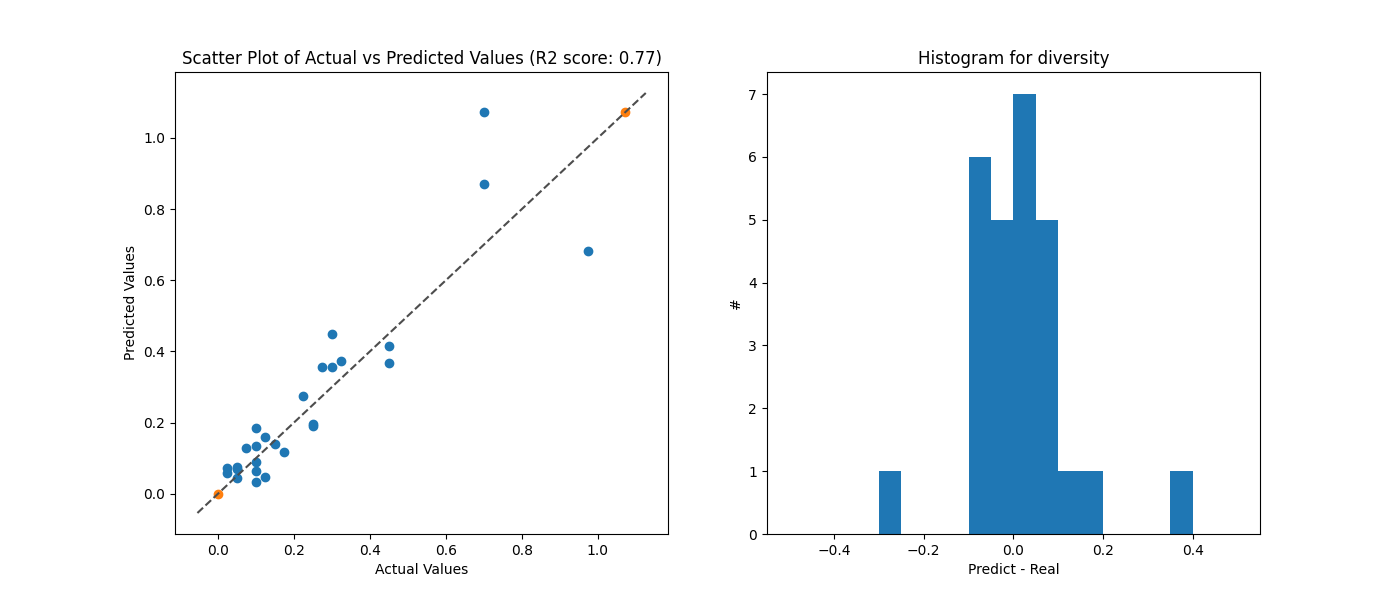 Scatter Plot of Actual vs Predicted Values (R2 score: 0.77)
Predicted Values
1.0
0.8
0.6
0.4
0.2
0.0
0.0 0.2 0.4 0.6 0.8 1.0
Actual Values
Histogram for diversity
#
7
6
5
4
3
2
1
0
−0.4 −0.2 0.0 0.2 0.4
Predict - Real